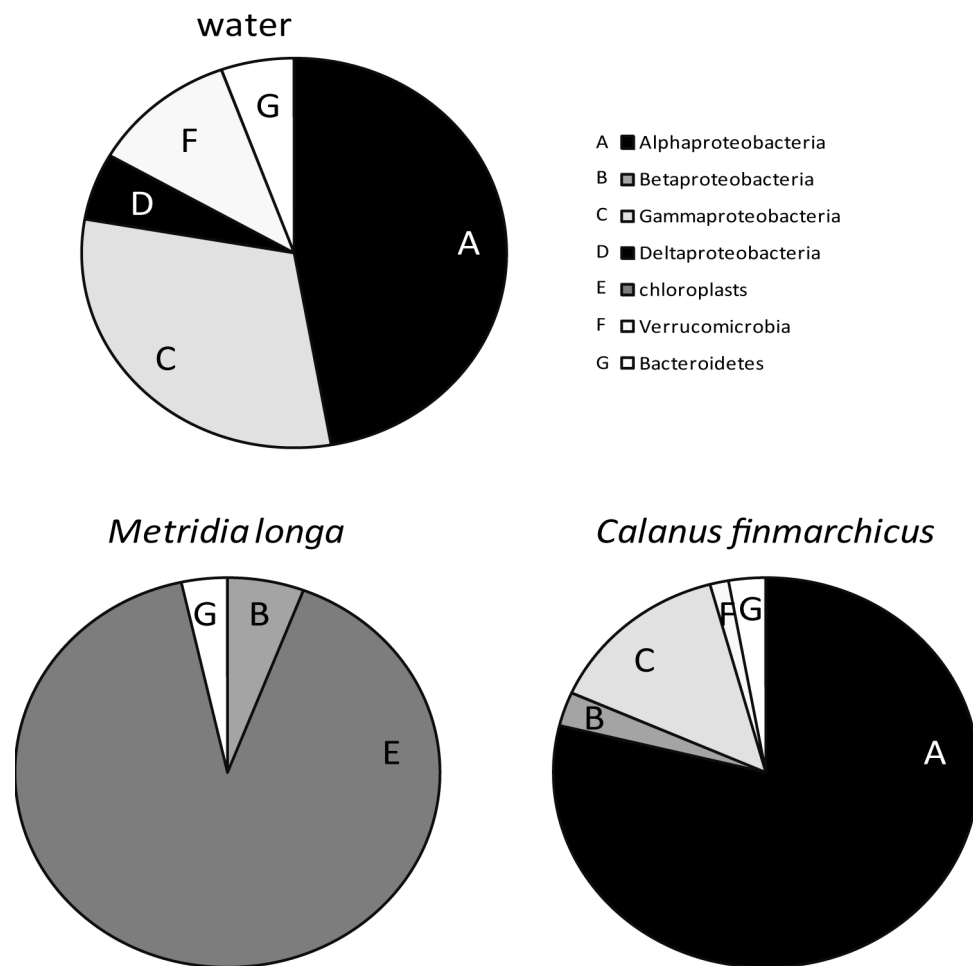 water
G
F
D
A
C
A Alphaproteobacteria
B Betaproteobacteria
C Gammaproteobacteria
D Deltaproteobacteria
E chloroplasts
F Verrucomicrobia
G Bacteroidetes
Metridia longa
G B
E
Calanus finmarchicus
F G
C
B
A